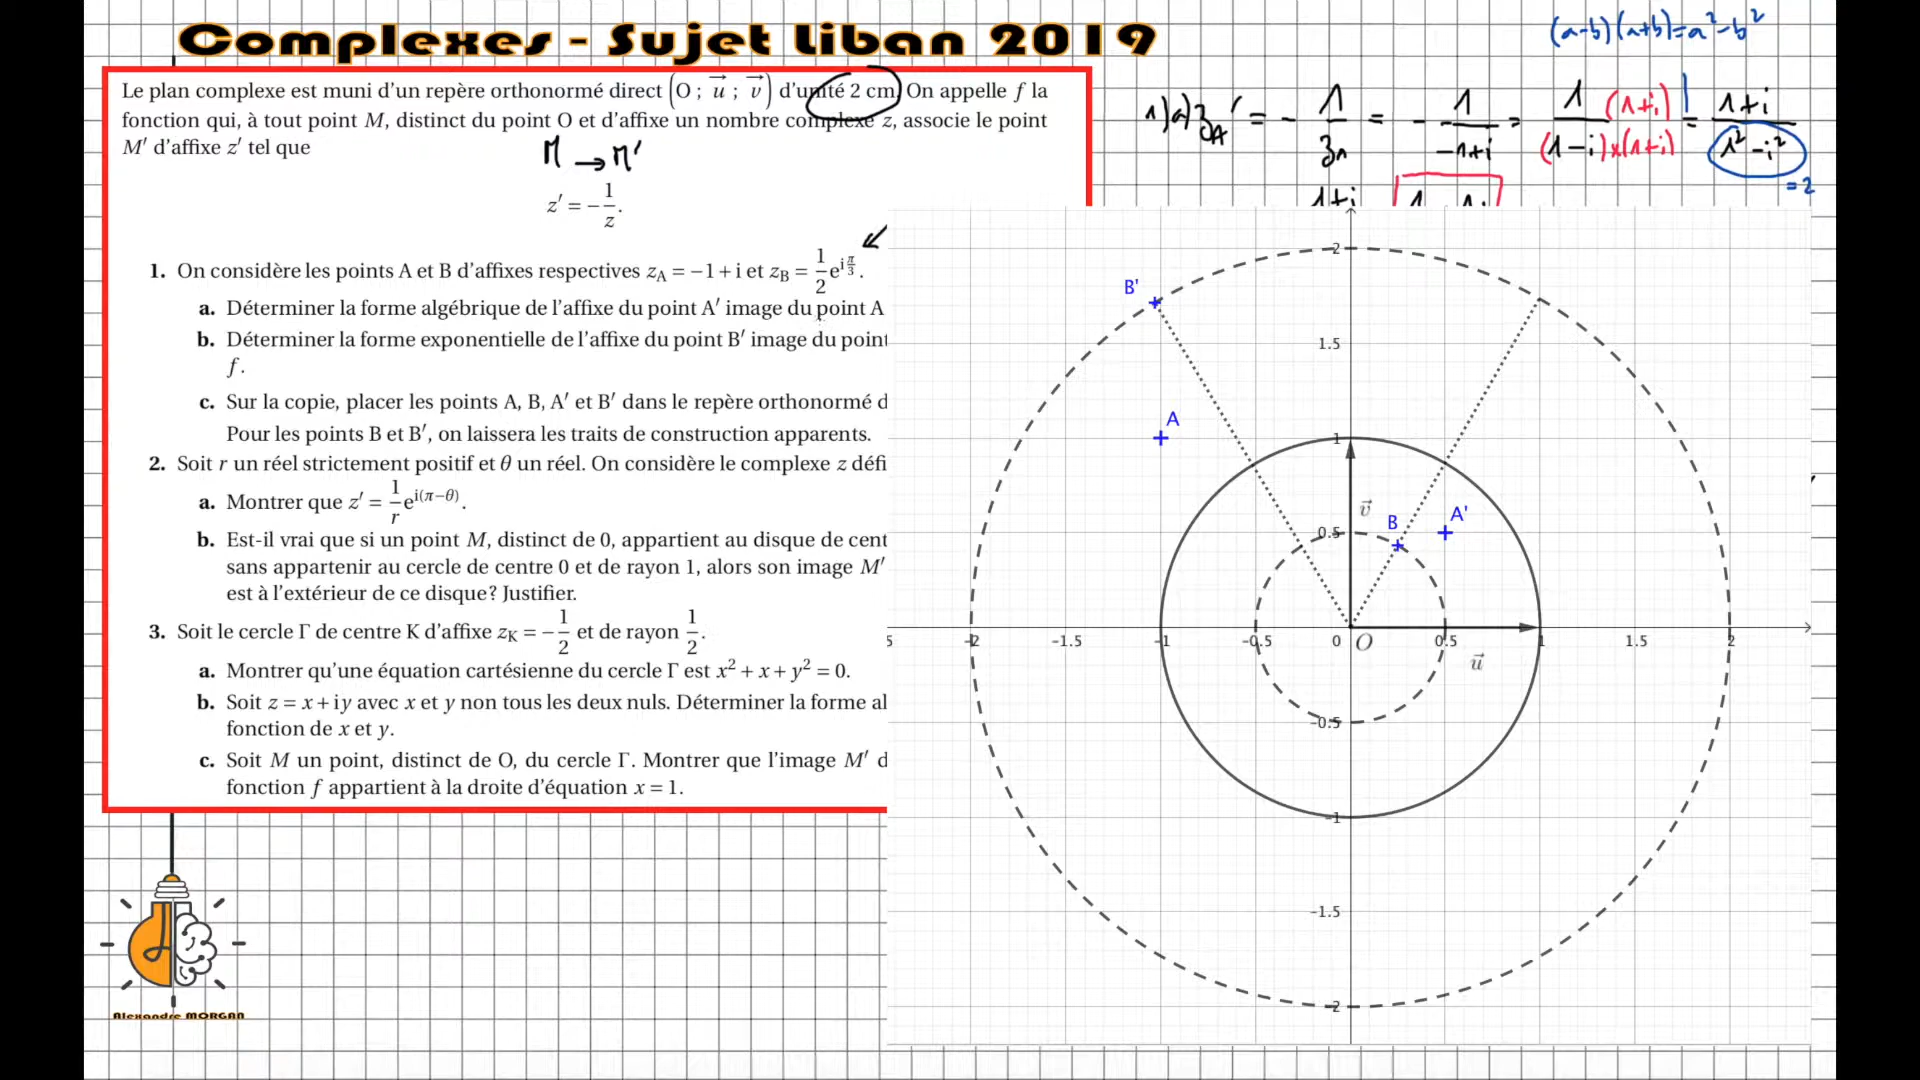 Complexes - Sujet Liban 2019
(a-b)(a+b)=a²-b²
Le plan complexe est muni d'un repère orthonormé direct (O ; u⃗ ; v⃗) d'unité 2 cm. On appelle f la
fonction qui, à tout point M, distinct du point O et d'affixe un nombre complexe z, associe le point
M′ d'affixe z′ tel que
M → M'
z′ = −1/z.
1. On considère les points A et B d'affixes respectives zA = −1 + i et zB = 1/2 e^(iπ/3).
a. Déterminer la forme algébrique de l'affixe du point A′ image du point A
b. Déterminer la forme exponentielle de l'affixe du point B′ image du point
f.
c. Sur la copie, placer les points A, B, A′ et B′ dans le repère orthonormé d
Pour les points B et B′, on laissera les traits de construction apparents.
2. Soit r un réel strictement positif et θ un réel. On considère le complexe z défi
a. Montrer que z′ = 1/r e^(i(π−θ)).
b. Est-il vrai que si un point M, distinct de 0, appartient au disque de cent
sans appartenir au cercle de centre 0 et de rayon 1, alors son image M′
est à l'extérieur de ce disque? Justifier.
3. Soit le cercle Γ de centre K d'affixe zK = −1/2 et de rayon 1/2.
a. Montrer qu'une équation cartésienne du cercle Γ est x² + x + y² = 0.
b. Soit z = x + iy avec x et y non tous les deux nuls. Déterminer la forme al
fonction de x et y.
c. Soit M un point, distinct de O, du cercle Γ. Montrer que l'image M′ d
fonction f appartient à la droite d'équation x = 1.
1)a) zA' = - 1/zA = - 1/(-1+i) = 1(1+i)/((1-i)x(1+i)) = (1+i)/(1²-i²)
=2
1+i
2
B'
1.5
A
1
v⃗
A'
B
0.5
5 -2 -1.5 -1 -0.5 0 O 0.5 1 1.5 2
u⃗
-0.5
-1
-1.5
-2
Alexandre MORGAN